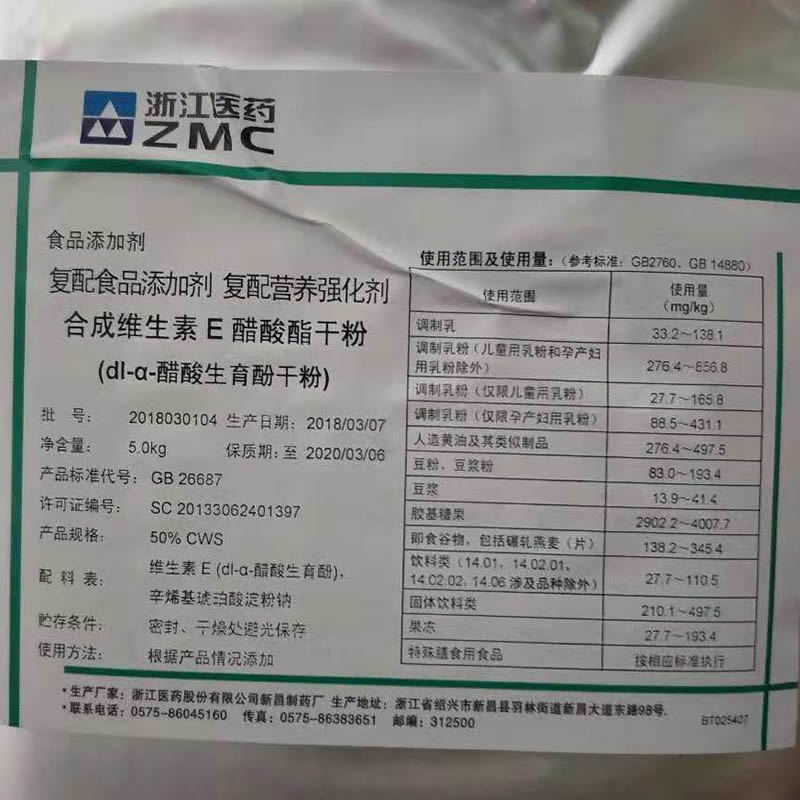 浙江医药
ZMC
食品添加剂
复配食品添加剂 复配营养强化剂
合成维生素 E 醋酸酯干粉
(dl-α-醋酸生育酚干粉)
批 号: 2018030104 生产日期: 2018/03/07
净含量: 5.0kg 保质期: 至 2020/03/06
产品标准代号: GB 26687
许可证编号: SC 20133062401397
产品规格: 50% CWS
配 料 表: 维生素 E (dl-α-醋酸生育酚)、
辛烯基琥珀酸淀粉钠
贮存条件: 密封、干燥处避光保存
使用方法: 根据产品情况添加
使用范围及使用量:(参考标准: GB2760、GB 14880)
使用范围 使用量
(mg/kg)
调制乳 33.2~138.1
调制乳粉(儿童用乳粉和孕产妇
用乳粉除外) 276.4~856.8
调制乳粉(仅限儿童用乳粉) 27.7~165.8
调制乳粉(仅限孕产妇用乳粉) 88.5~431.1
人造黄油及其类似制品 276.4~497.5
豆粉、豆浆粉 83.0~193.4
豆浆 13.9~41.4
胶基糖果 2902.2~4007.7
即食谷物,包括碾轧燕麦(片) 138.2~345.4
饮料类(14.01、14.02.01、
14.02.02、14.06 涉及品种除外) 27.7~110.5
固体饮料类 210.1~497.5
果冻 27.7~193.4
特殊膳食用食品 按相应标准执行
*生产厂家: 浙江医药股份有限公司新昌制药厂 生产地址: 浙江省绍兴市新昌县羽林街道新昌大道东路98号.
*联系电话: 0575-86045160 传真: 0575-86383651 邮编: 312500
BT025407